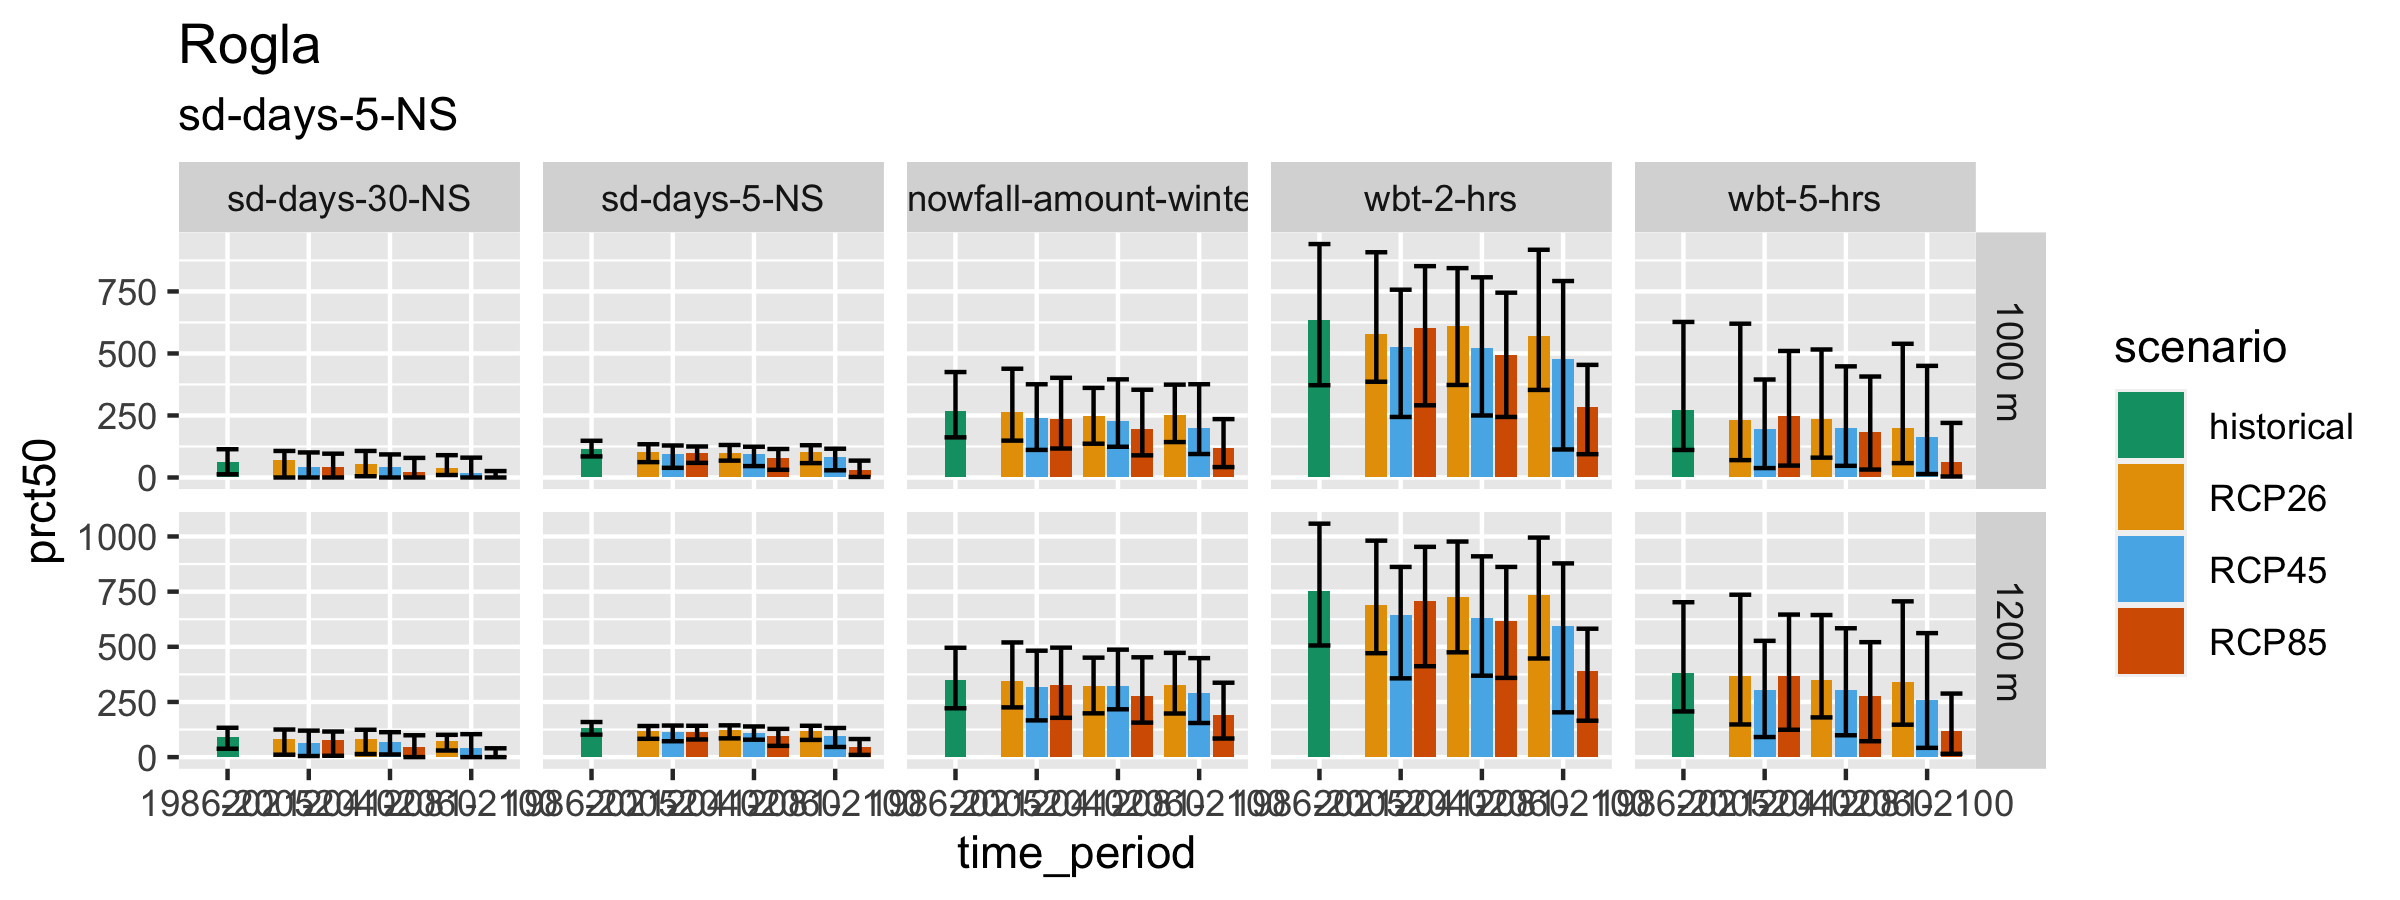 Rogla
sd-days-5-NS
sd-days-30-NS
sd-days-5-NS
nowfall-amount-winte
wbt-2-hrs
wbt-5-hrs
750
500
250
0
1000 m
1000
750
500
250
0
1200 m
prct50
time_period
scenario
historical
RCP26
RCP45
RCP85